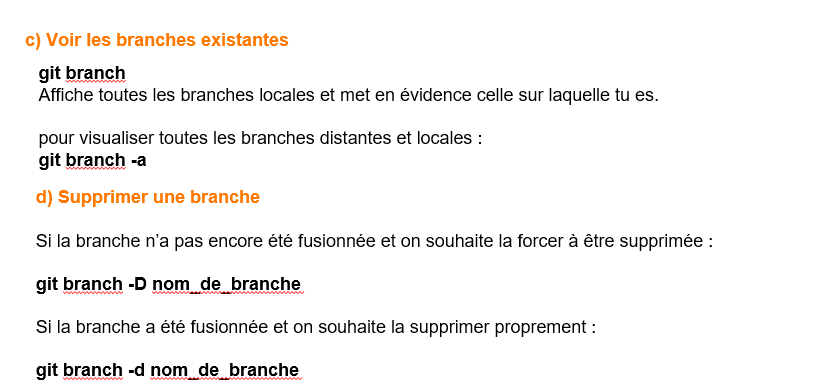 c) Voir les branches existantes
git branch
Affiche toutes les branches locales et met en évidence celle sur laquelle tu es.
pour visualiser toutes les branches distantes et locales :
git branch -a
d) Supprimer une branche
Si la branche n'a pas encore été fusionnée et on souhaite la forcer à être supprimée :
git branch -D nom_de_branche
Si la branche a été fusionnée et on souhaite la supprimer proprement :
git branch -d nom_de_branche